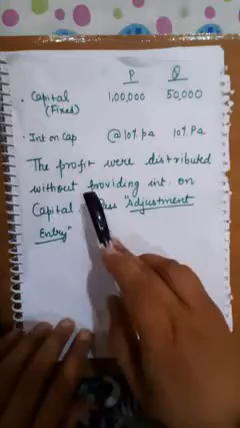 P Q
• Capital 1,00,000 50,000
(Fixed)
• Int on Cap @ 10% pa 10% Pa
The profit were distributed
without providing int. on
Capital "Adjustment
Entry"